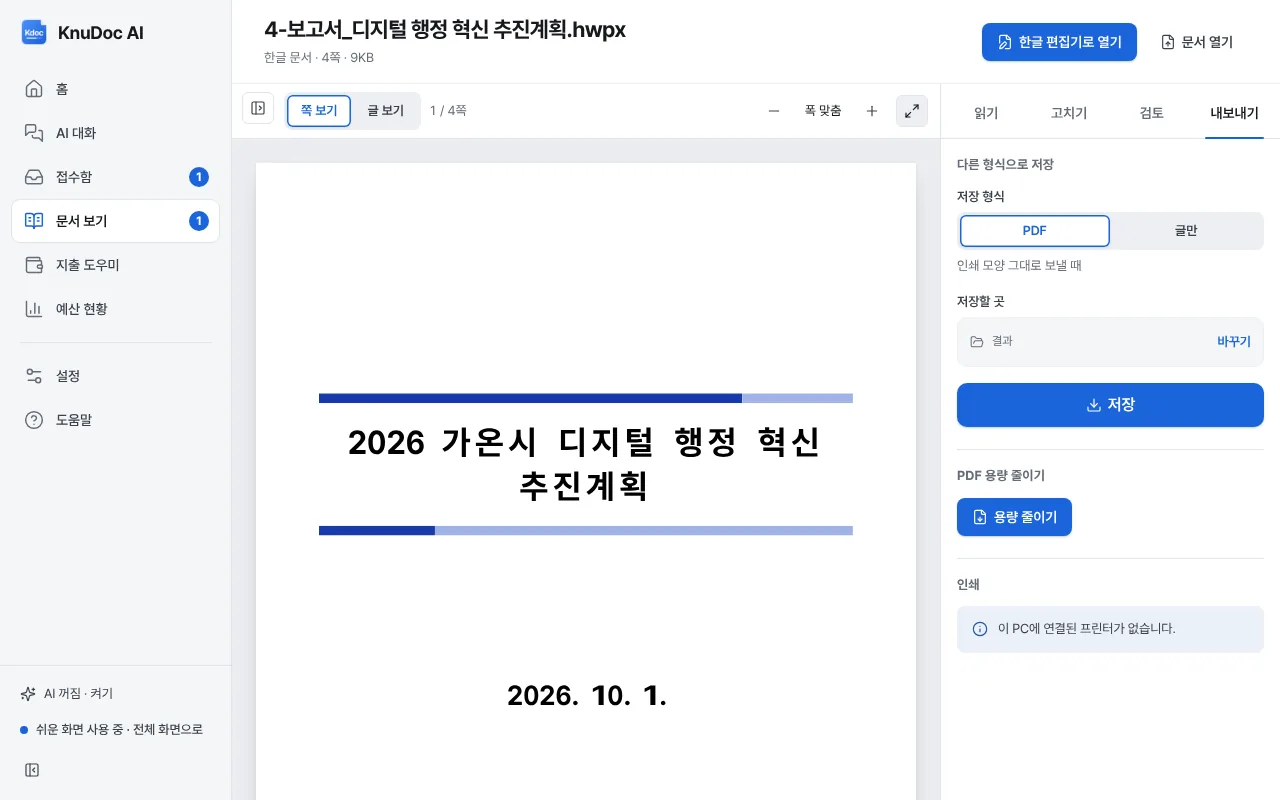 Kdoc
KnuDoc AI
홈
AI 대화
접수함
1
문서 보기
1
지출 도우미
예산 현황
설정
도움말
AI 꺼짐 · 켜기
쉬운 화면 사용 중 · 전체 화면으로
4-보고서_디지털 행정 혁신 추진계획.hwpx
한글 문서 · 4쪽 · 9KB
한글 편집기로 열기
문서 열기
쪽 보기
글 보기
1 / 4쪽
폭 맞춤
2026 가온시 디지털 행정 혁신
추진계획
2026. 10. 1.
읽기
고치기
검토
내보내기
다른 형식으로 저장
저장 형식
PDF
글만
인쇄 모양 그대로 보낼 때
저장할 곳
결과
바꾸기
저장
PDF 용량 줄이기
용량 줄이기
인쇄
이 PC에 연결된 프린터가 없습니다.